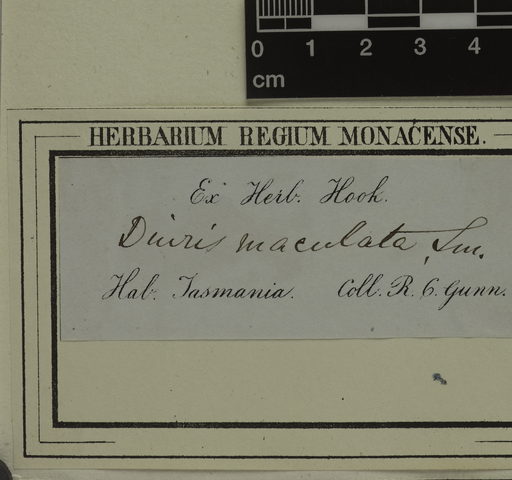 0 1 2 3 4
cm
HERBARIUM REGIUM MONACENSE.
Ex Herb. Hook.
Diuris maculata, Sm.
Hab. Tasmania. Coll. R. C. Gunn.